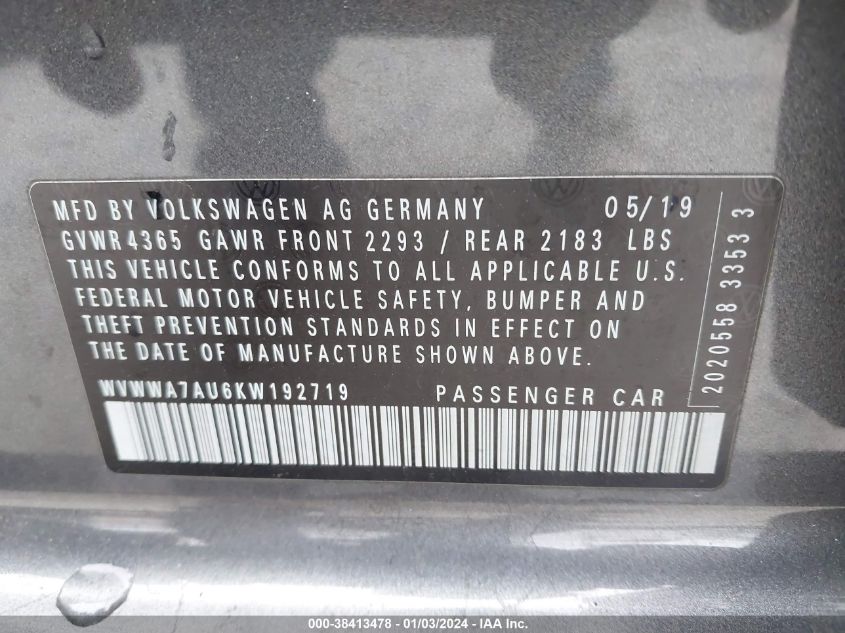 MFD BY VOLKSWAGEN AG GERMANY 05/19
GVWR 4365 GAWR FRONT 2293 / REAR 2183 LBS
THIS VEHICLE CONFORMS TO ALL APPLICABLE U.S.
FEDERAL MOTOR VEHICLE SAFETY, BUMPER AND
THEFT PREVENTION STANDARDS IN EFFECT ON
THE DATE OF MANUFACTURE SHOWN ABOVE.
WVWWA7AU6KW192719 PASSENGER CAR
2020558 3353 3
000-38413478 - 01/03/2024 - © IAA Inc.